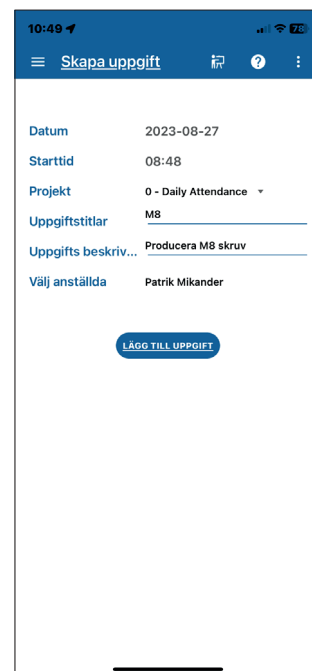 10:49
78
Skapa uppgift
Datum 2023-08-27
Starttid 08:48
Projekt 0 - Daily Attendance
Uppgiftstitlar M8
Uppgifts beskriv... Producera M8 skruv
Välj anställda Patrik Mikander
LÄGG TILL UPPGIFT